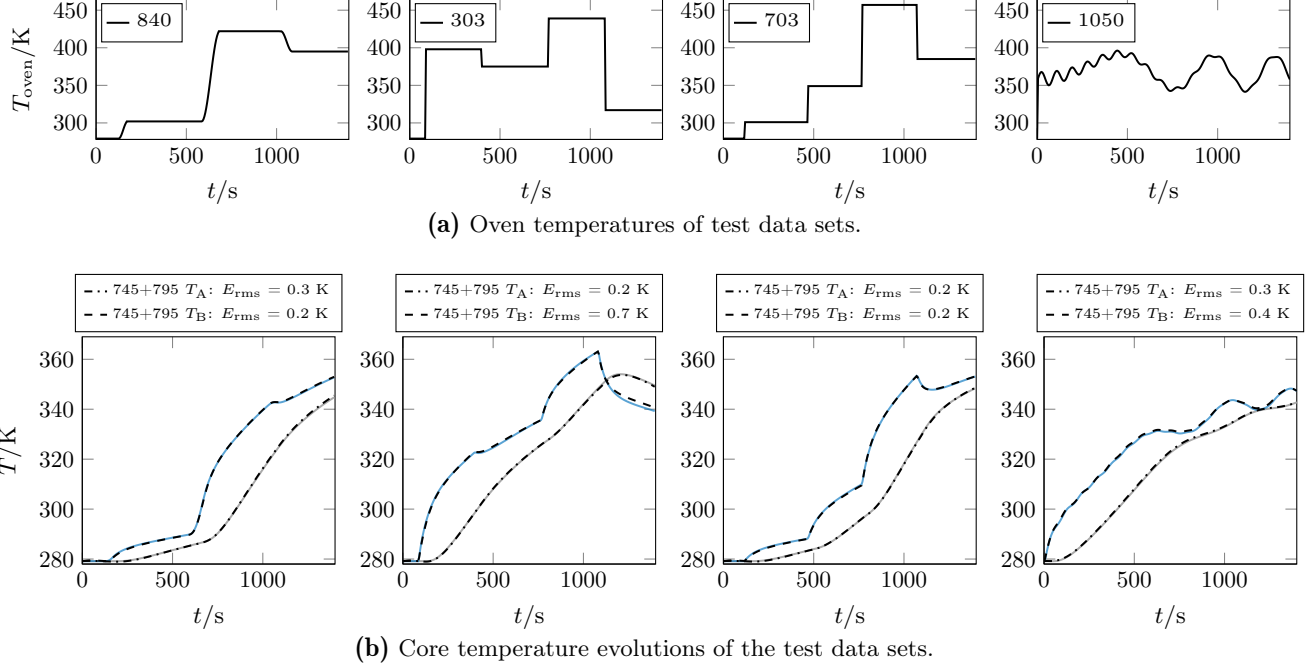 450
400
350
300
T_oven/K
840
0 500 1000
t/s
450
400
350
300
303
0 500 1000
t/s
450
400
350
300
703
0 500 1000
t/s
450
400
350
300
1050
0 500 1000
t/s
(a) Oven temperatures of test data sets.
745+795 T_A: E_rms = 0.3 K
745+795 T_B: E_rms = 0.2 K
745+795 T_A: E_rms = 0.2 K
745+795 T_B: E_rms = 0.7 K
745+795 T_A: E_rms = 0.2 K
745+795 T_B: E_rms = 0.2 K
745+795 T_A: E_rms = 0.3 K
745+795 T_B: E_rms = 0.4 K
360
340
320
300
280
T/K
0 500 1000
t/s
360
340
320
300
280
0 500 1000
t/s
360
340
320
300
280
0 500 1000
t/s
360
340
320
300
280
0 500 1000
t/s
(b) Core temperature evolutions of the test data sets.